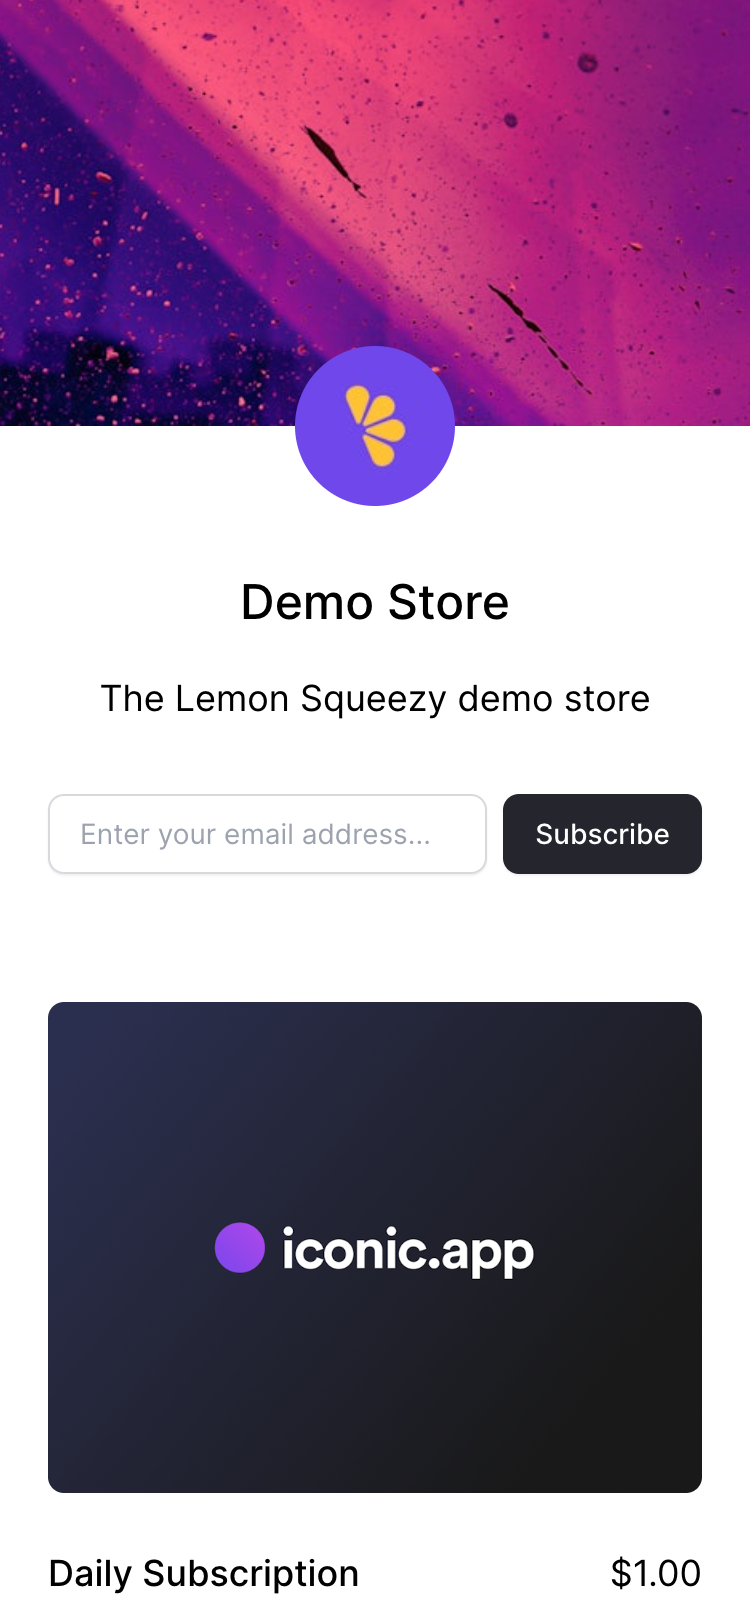 Demo Store
The Lemon Squeezy demo store
Enter your email address...
Subscribe
iconic.app
Daily Subscription
$1.00